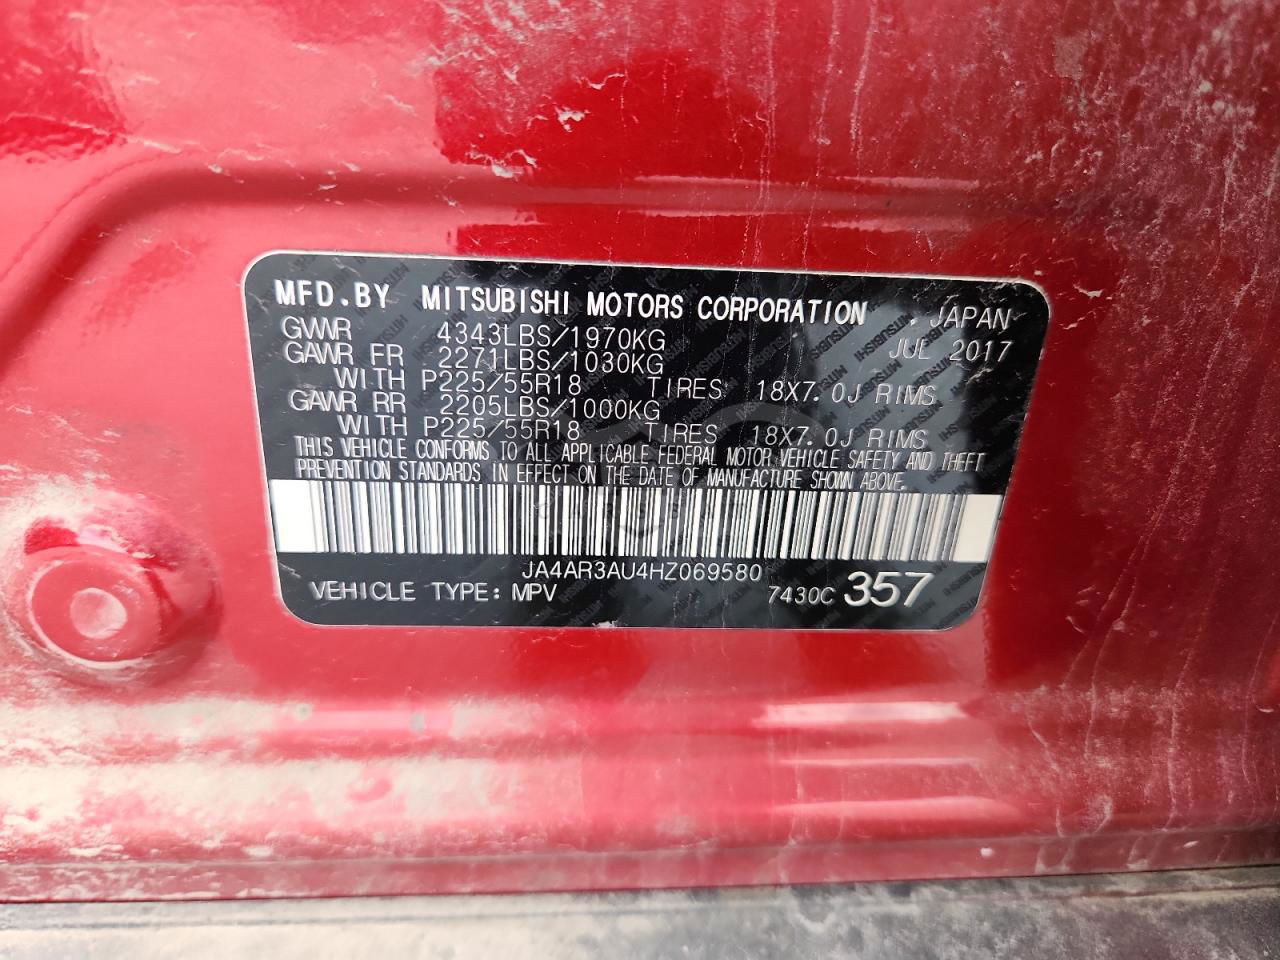 MFD.BY MITSUBISHI MOTORS CORPORATION JAPAN
GVWR 4343LBS/1970KG JUL 2017
GAWR FR 2271LBS/1030KG
WITH P225/55R18 TIRES 18X7.0J RIMS
GAWR RR 2205LBS/1000KG
WITH P225/55R18 TIRES 18X7.0J RIMS
THIS VEHICLE CONFORMS TO ALL APPLICABLE FEDERAL MOTOR VEHICLE SAFETY AND THEFT
PREVENTION STANDARDS IN EFFECT ON THE DATE OF MANUFACTURE SHOWN ABOVE.
JA4AR3AU4HZ069580
VEHICLE TYPE: MPV 7430C 357